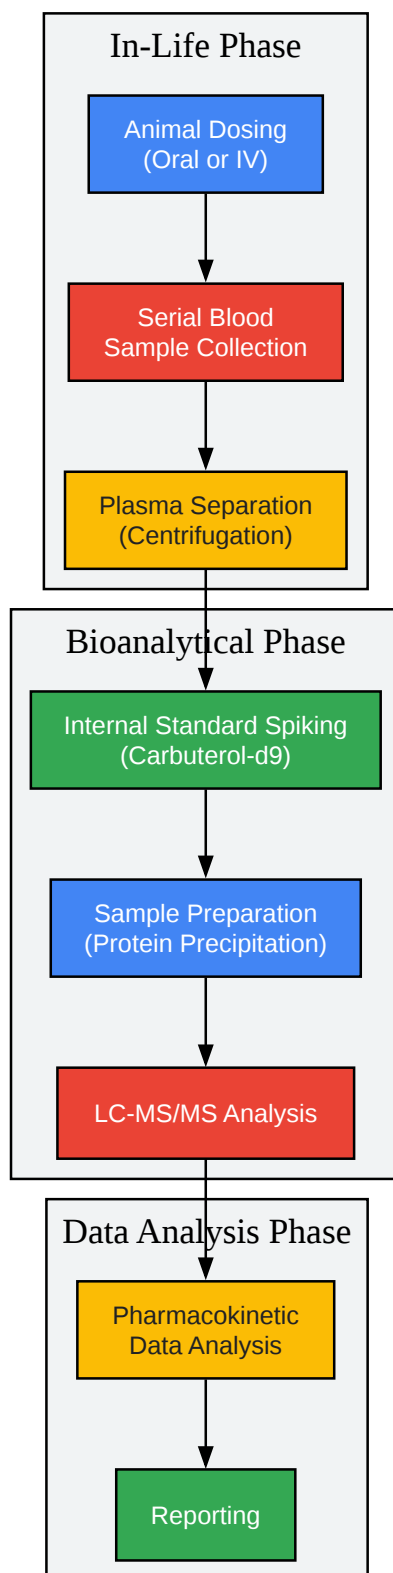 In-Life Phase
Animal Dosing
(Oral or IV)
Serial Blood
Sample Collection
Plasma Separation
(Centrifugation)
Bioanalytical Phase
Internal Standard Spiking
(Carbuterol-d9)
Sample Preparation
(Protein Precipitation)
LC-MS/MS Analysis
Data Analysis Phase
Pharmacokinetic
Data Analysis
Reporting